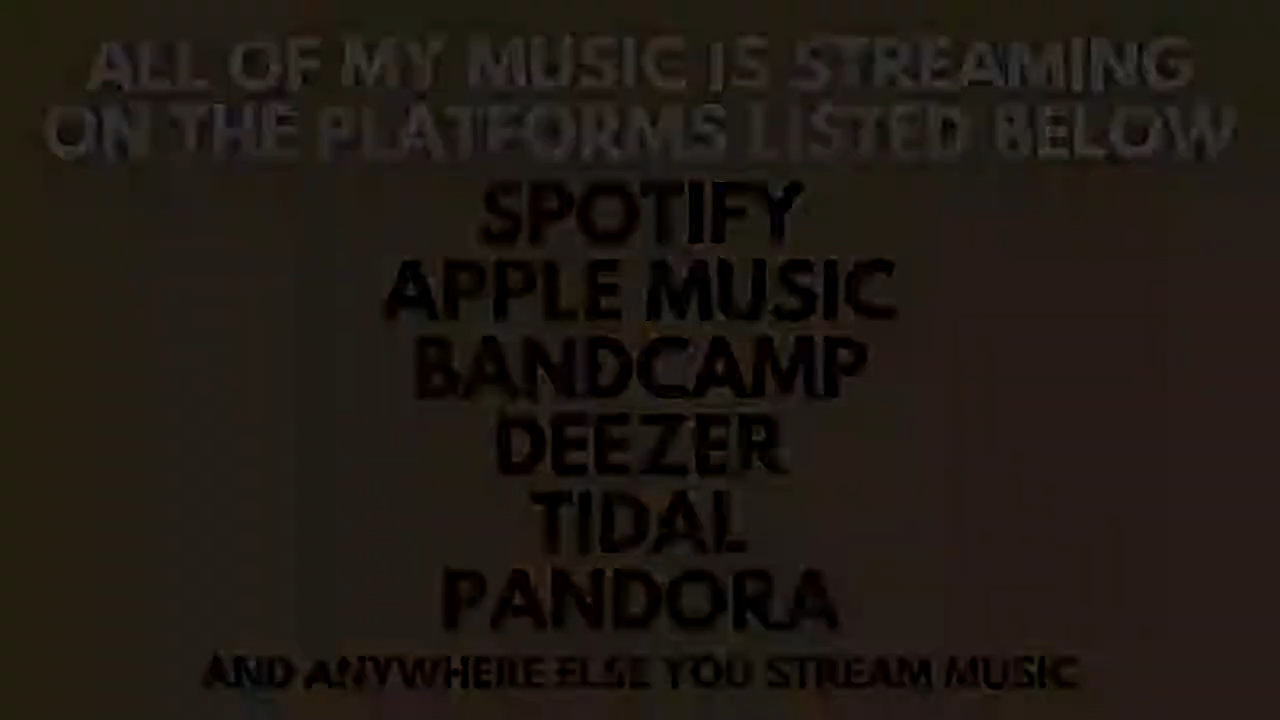 ALL OF MY MUSIC IS STREAMING
ON THE PLATFORMS LISTED BELOW
SPOTIFY
APPLE MUSIC
BANDCAMP
DEEZER
TIDAL
PANDORA
AND ANYWHERE ELSE YOU STREAM MUSIC